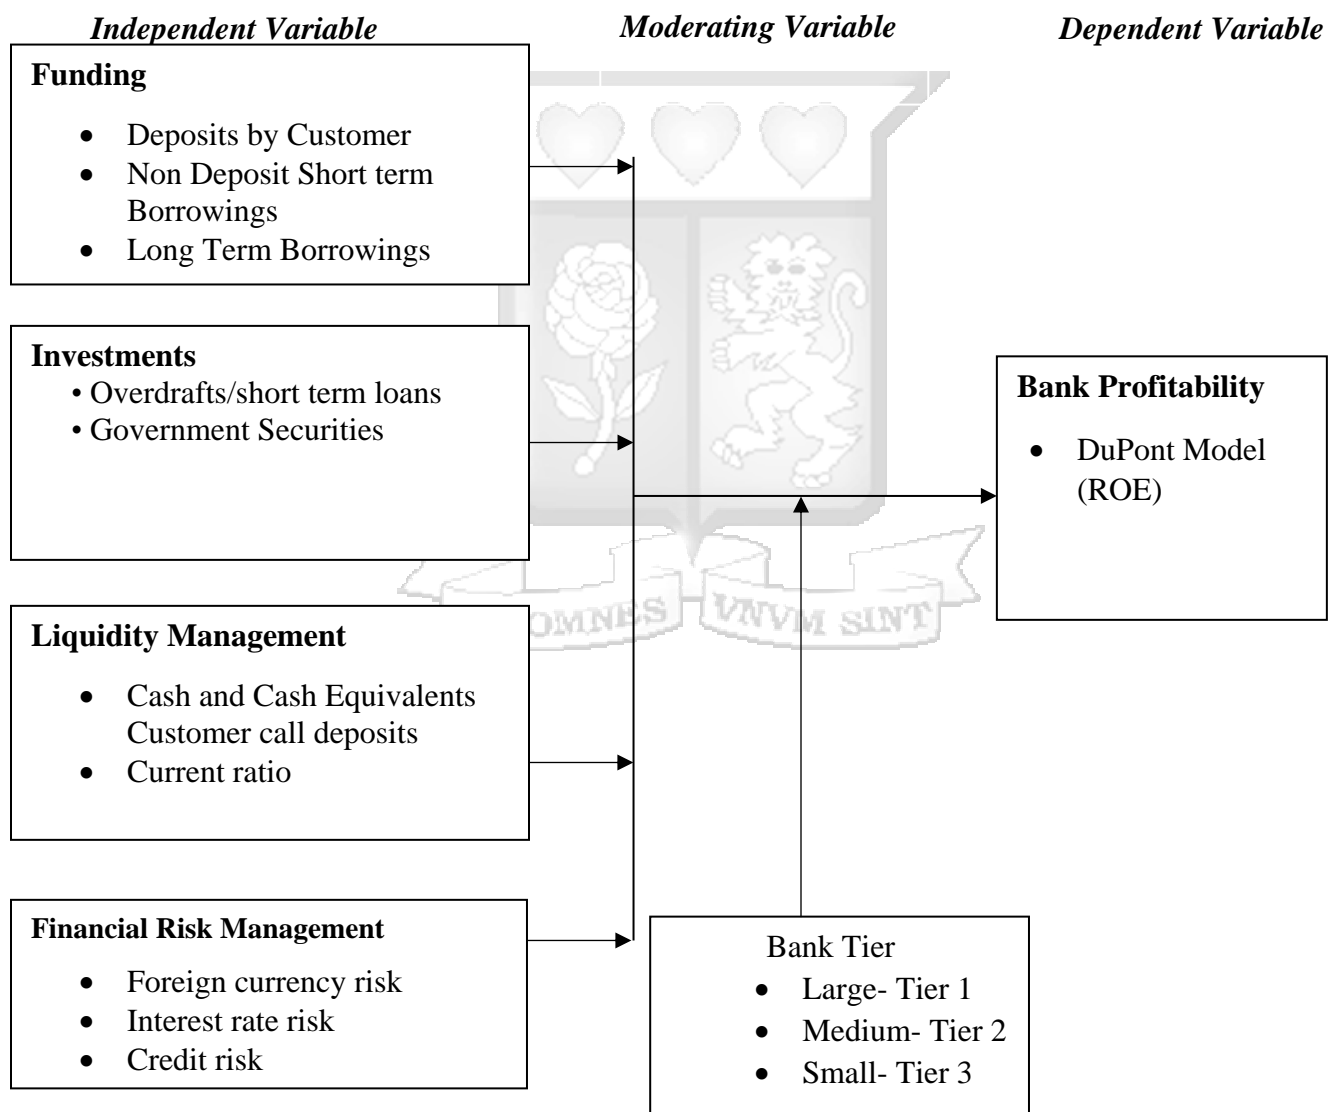 Independent Variable
Moderating Variable
Dependent Variable
Funding
• Deposits by Customer
• Non Deposit Short term
Borrowings
• Long Term Borrowings
Investments
• Overdrafts/short term loans
• Government Securities
Liquidity Management
• Cash and Cash Equivalents
Customer call deposits
• Current ratio
Financial Risk Management
• Foreign currency risk
• Interest rate risk
• Credit risk
Bank Tier
• Large- Tier 1
• Medium- Tier 2
• Small- Tier 3
Bank Profitability
• DuPont Model
(ROE)
OMNES VNVM SINT